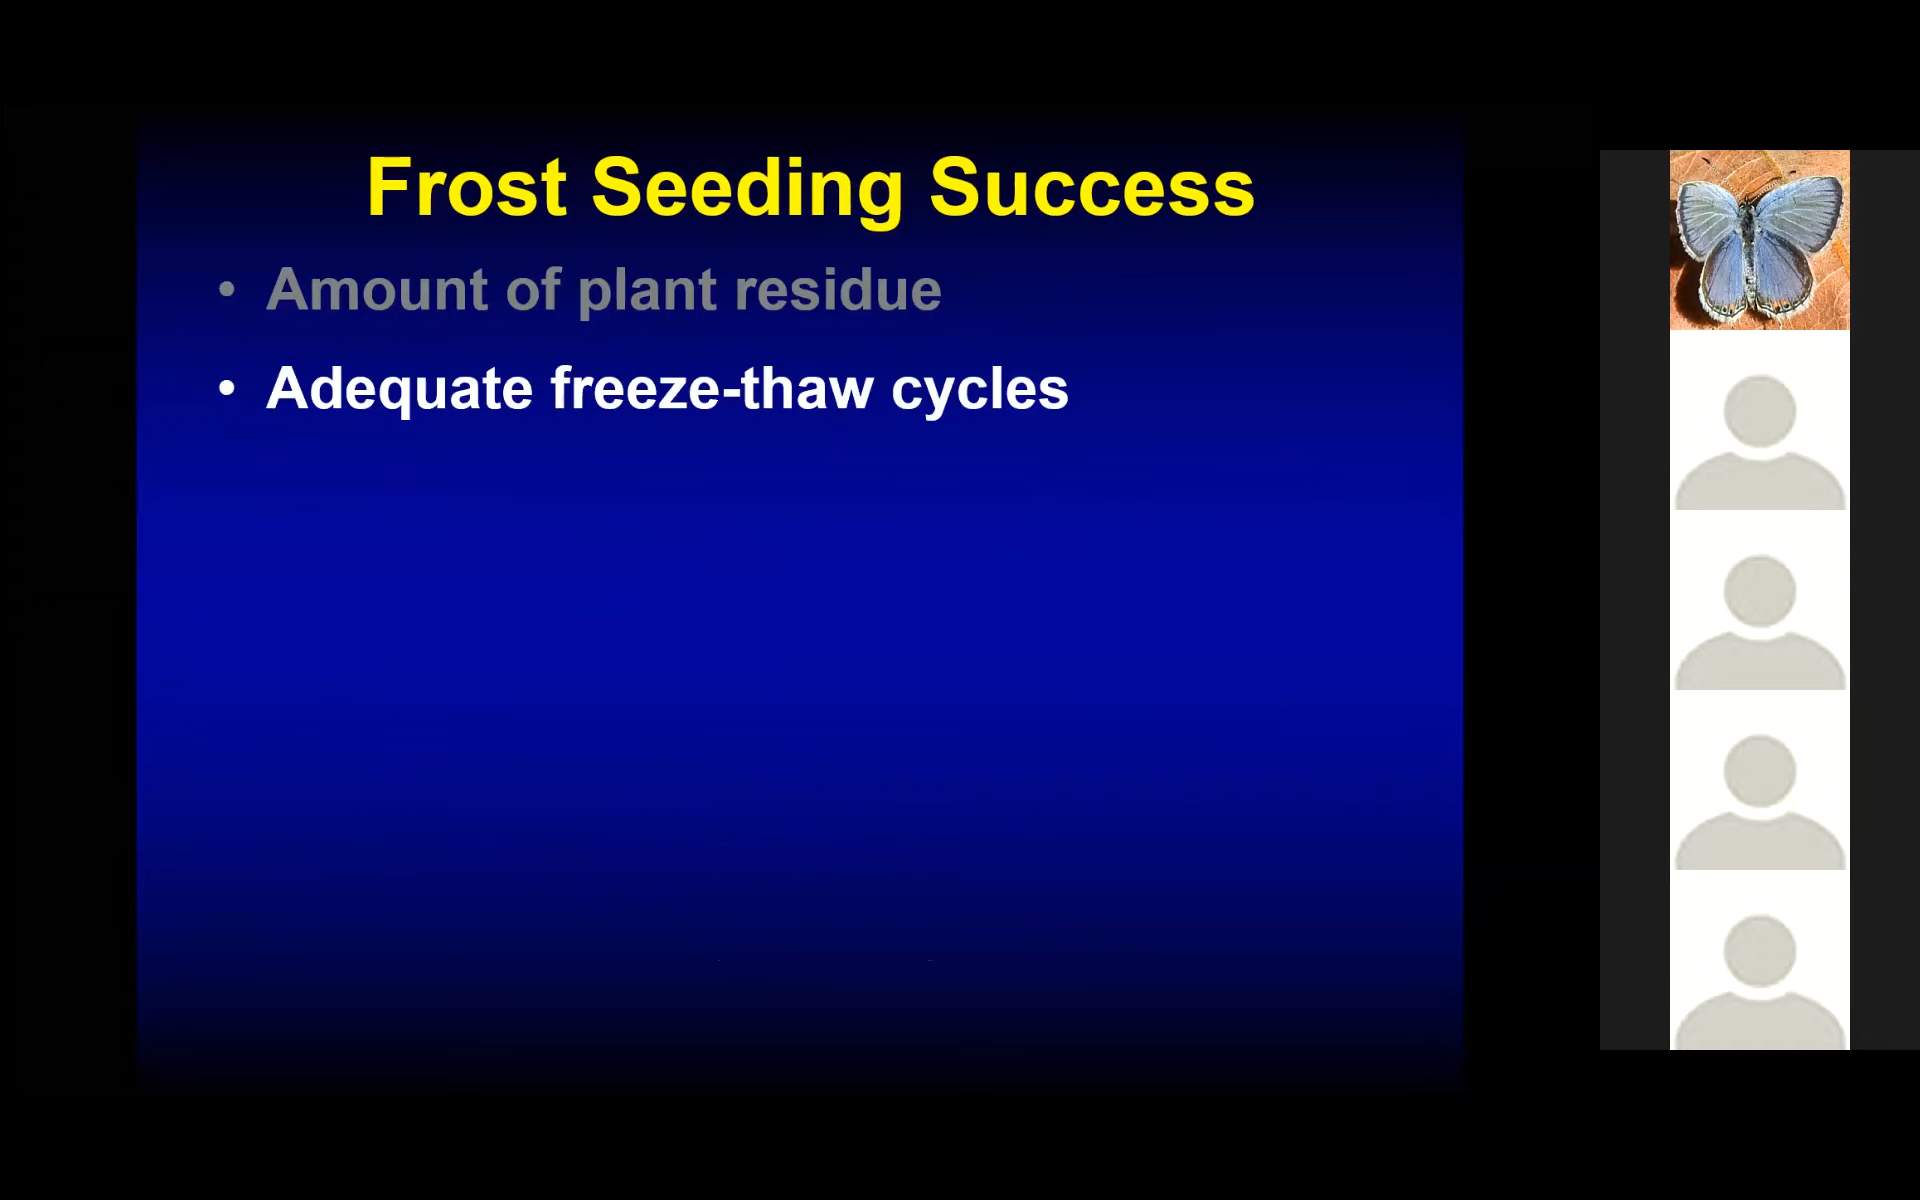 Frost Seeding Success
• Amount of plant residue
• Adequate freeze-thaw cycles